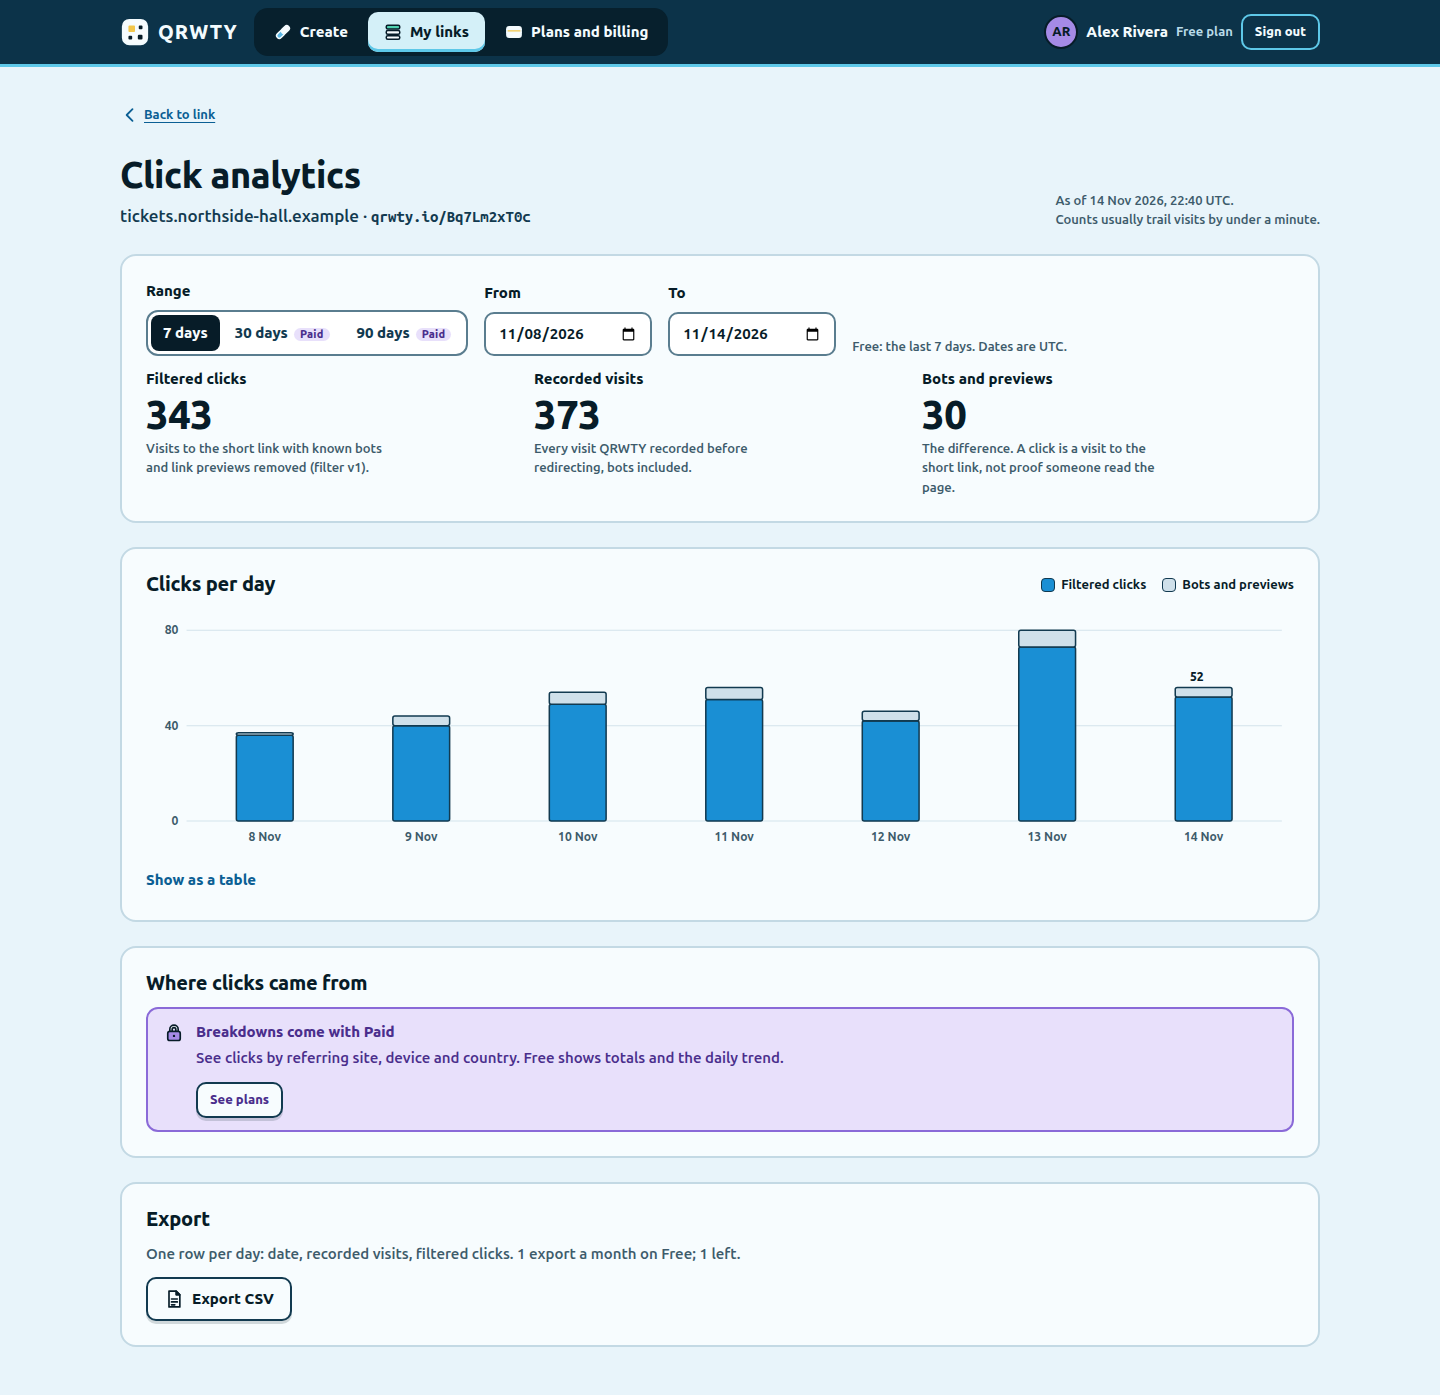 QRWTY
Create
My links
Plans and billing
AR
Alex Rivera
Free plan
Sign out
Back to link
Click analytics
tickets.northside-hall.example · qrwty.io/Bq7Lm2xT0c
As of 14 Nov 2026, 22:40 UTC.
Counts usually trail visits by under a minute.
Range
7 days
30 days Paid
90 days Paid
From
11/08/2026
To
11/14/2026
Free: the last 7 days. Dates are UTC.
Filtered clicks
343
Visits to the short link with known bots
and link previews removed (filter v1).
Recorded visits
373
Every visit QRWTY recorded before
redirecting, bots included.
Bots and previews
30
The difference. A click is a visit to the
short link, not proof someone read the
page.
Clicks per day
Filtered clicks
Bots and previews
80
40
0
52
8 Nov
9 Nov
10 Nov
11 Nov
12 Nov
13 Nov
14 Nov
Show as a table
Where clicks came from
Breakdowns come with Paid
See clicks by referring site, device and country. Free shows totals and the daily trend.
See plans
Export
One row per day: date, recorded visits, filtered clicks. 1 export a month on Free; 1 left.
Export CSV